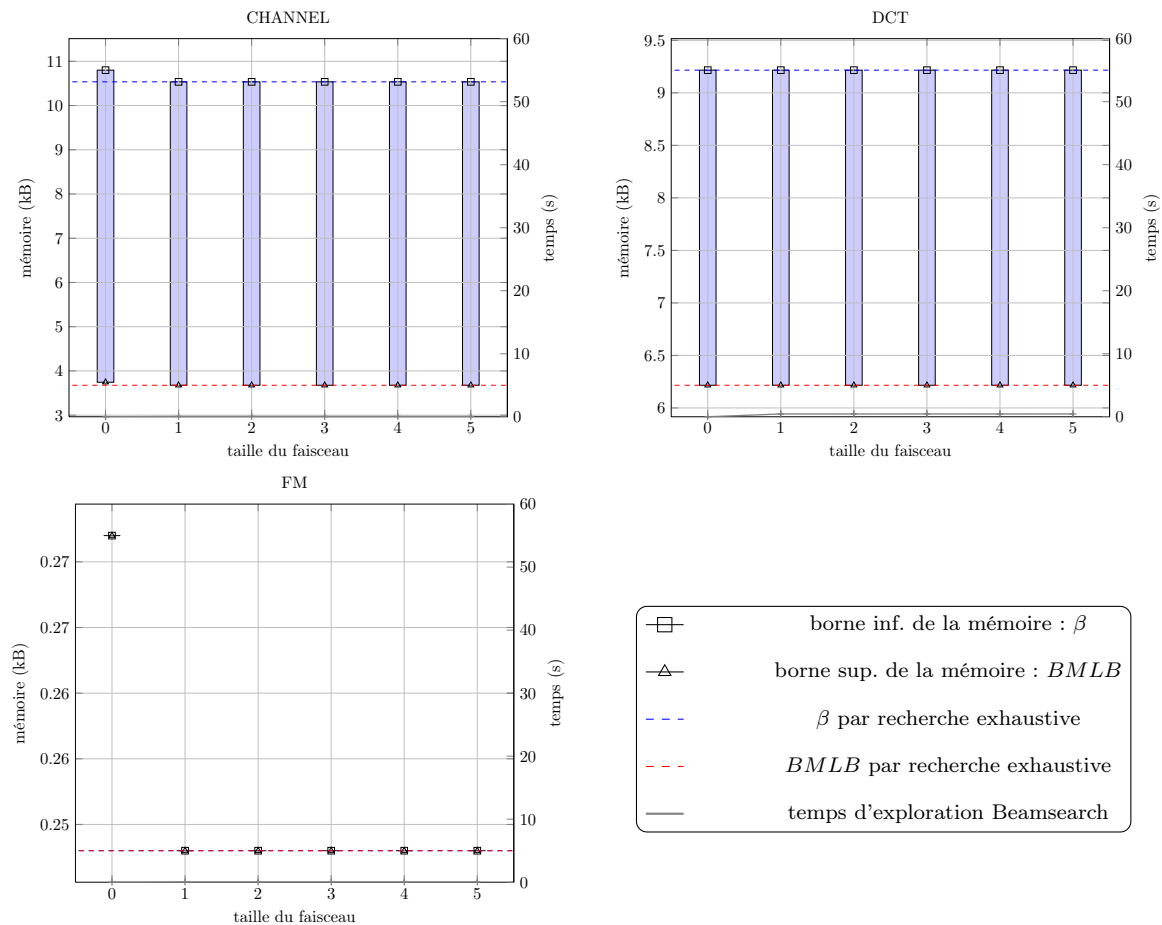 CHANNEL
11
10
9
8
7
6
5
4
3
mémoire (kB)
60
50
40
30
20
10
0
temps (s)
0 1 2 3 4 5
taille du faisceau
DCT
9.5
9
8.5
8
7.5
7
6.5
6
mémoire (kB)
60
50
40
30
20
10
0
temps (s)
0 1 2 3 4 5
taille du faisceau
FM
0.27
0.27
0.26
0.26
0.25
mémoire (kB)
60
50
40
30
20
10
0
temps (s)
0 1 2 3 4 5
taille du faisceau
borne inf. de la mémoire : β
borne sup. de la mémoire : BMLB
β par recherche exhaustive
BMLB par recherche exhaustive
temps d'exploration Beamsearch